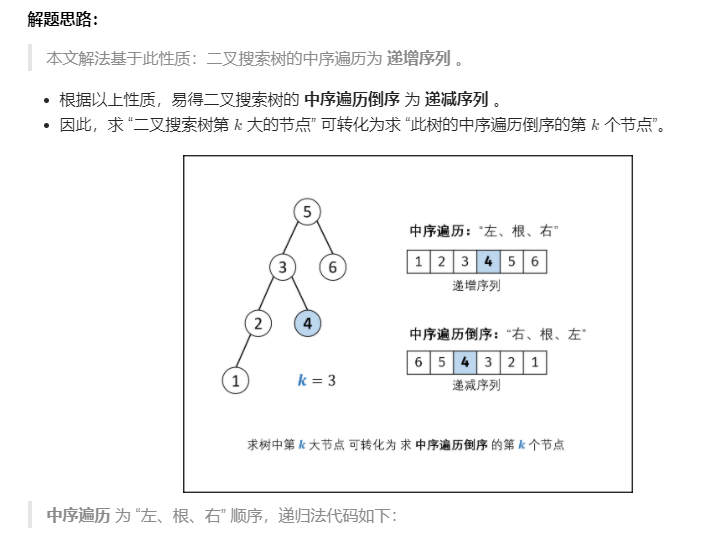 解题思路：
本文解法基于此性质：二叉搜索树的中序遍历为 递增序列 。
• 根据以上性质，易得二叉搜索树的 中序遍历倒序 为 递减序列 。
• 因此，求 “二叉搜索树第 k 大的节点” 可转化为求 “此树的中序遍历倒序的第 k 个节点”。
5
3 6
2 4
1 k = 3
中序遍历：“左、根、右”
1 2 3 4 5 6
递增序列
中序遍历倒序：“右、根、左”
6 5 4 3 2 1
递减序列
求树中第 k 大节点 可转化为 求 中序遍历倒序 的第 k 个节点
中序遍历 为 “左、根、右” 顺序，递归法代码如下：